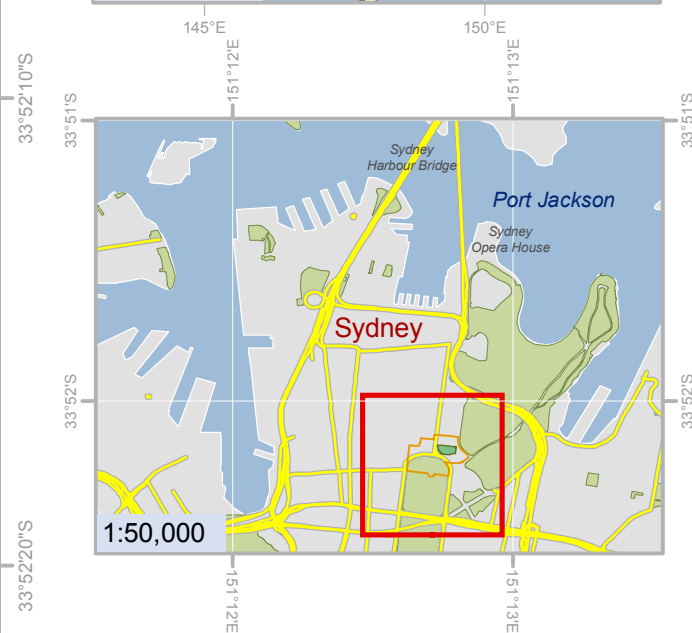 145°E
150°E
151°12'E
151°13'E
33°52'10"S
33°51'S
33°51'S
Sydney
Harbour Bridge
Port Jackson
Sydney
Opera House
Sydney
33°52'S
33°52'S
1:50,000
33°52'20"S
151°12'E
151°13'E